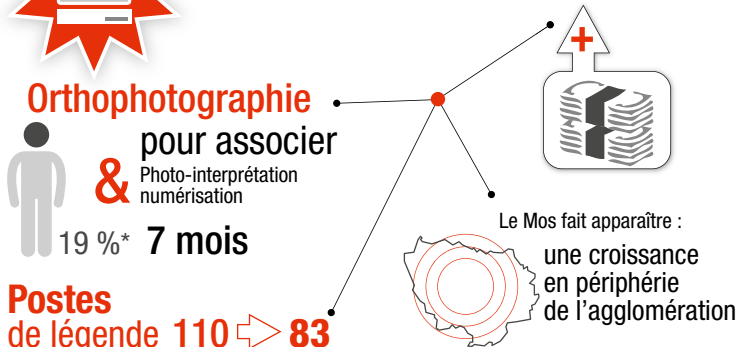 Orthophotographie
pour associer
& Photo-interprétation
numérisation
19 %* 7 mois
Postes
de légende 110 83
+
Le Mos fait apparaître :
une croissance
en périphérie
de l'agglomération